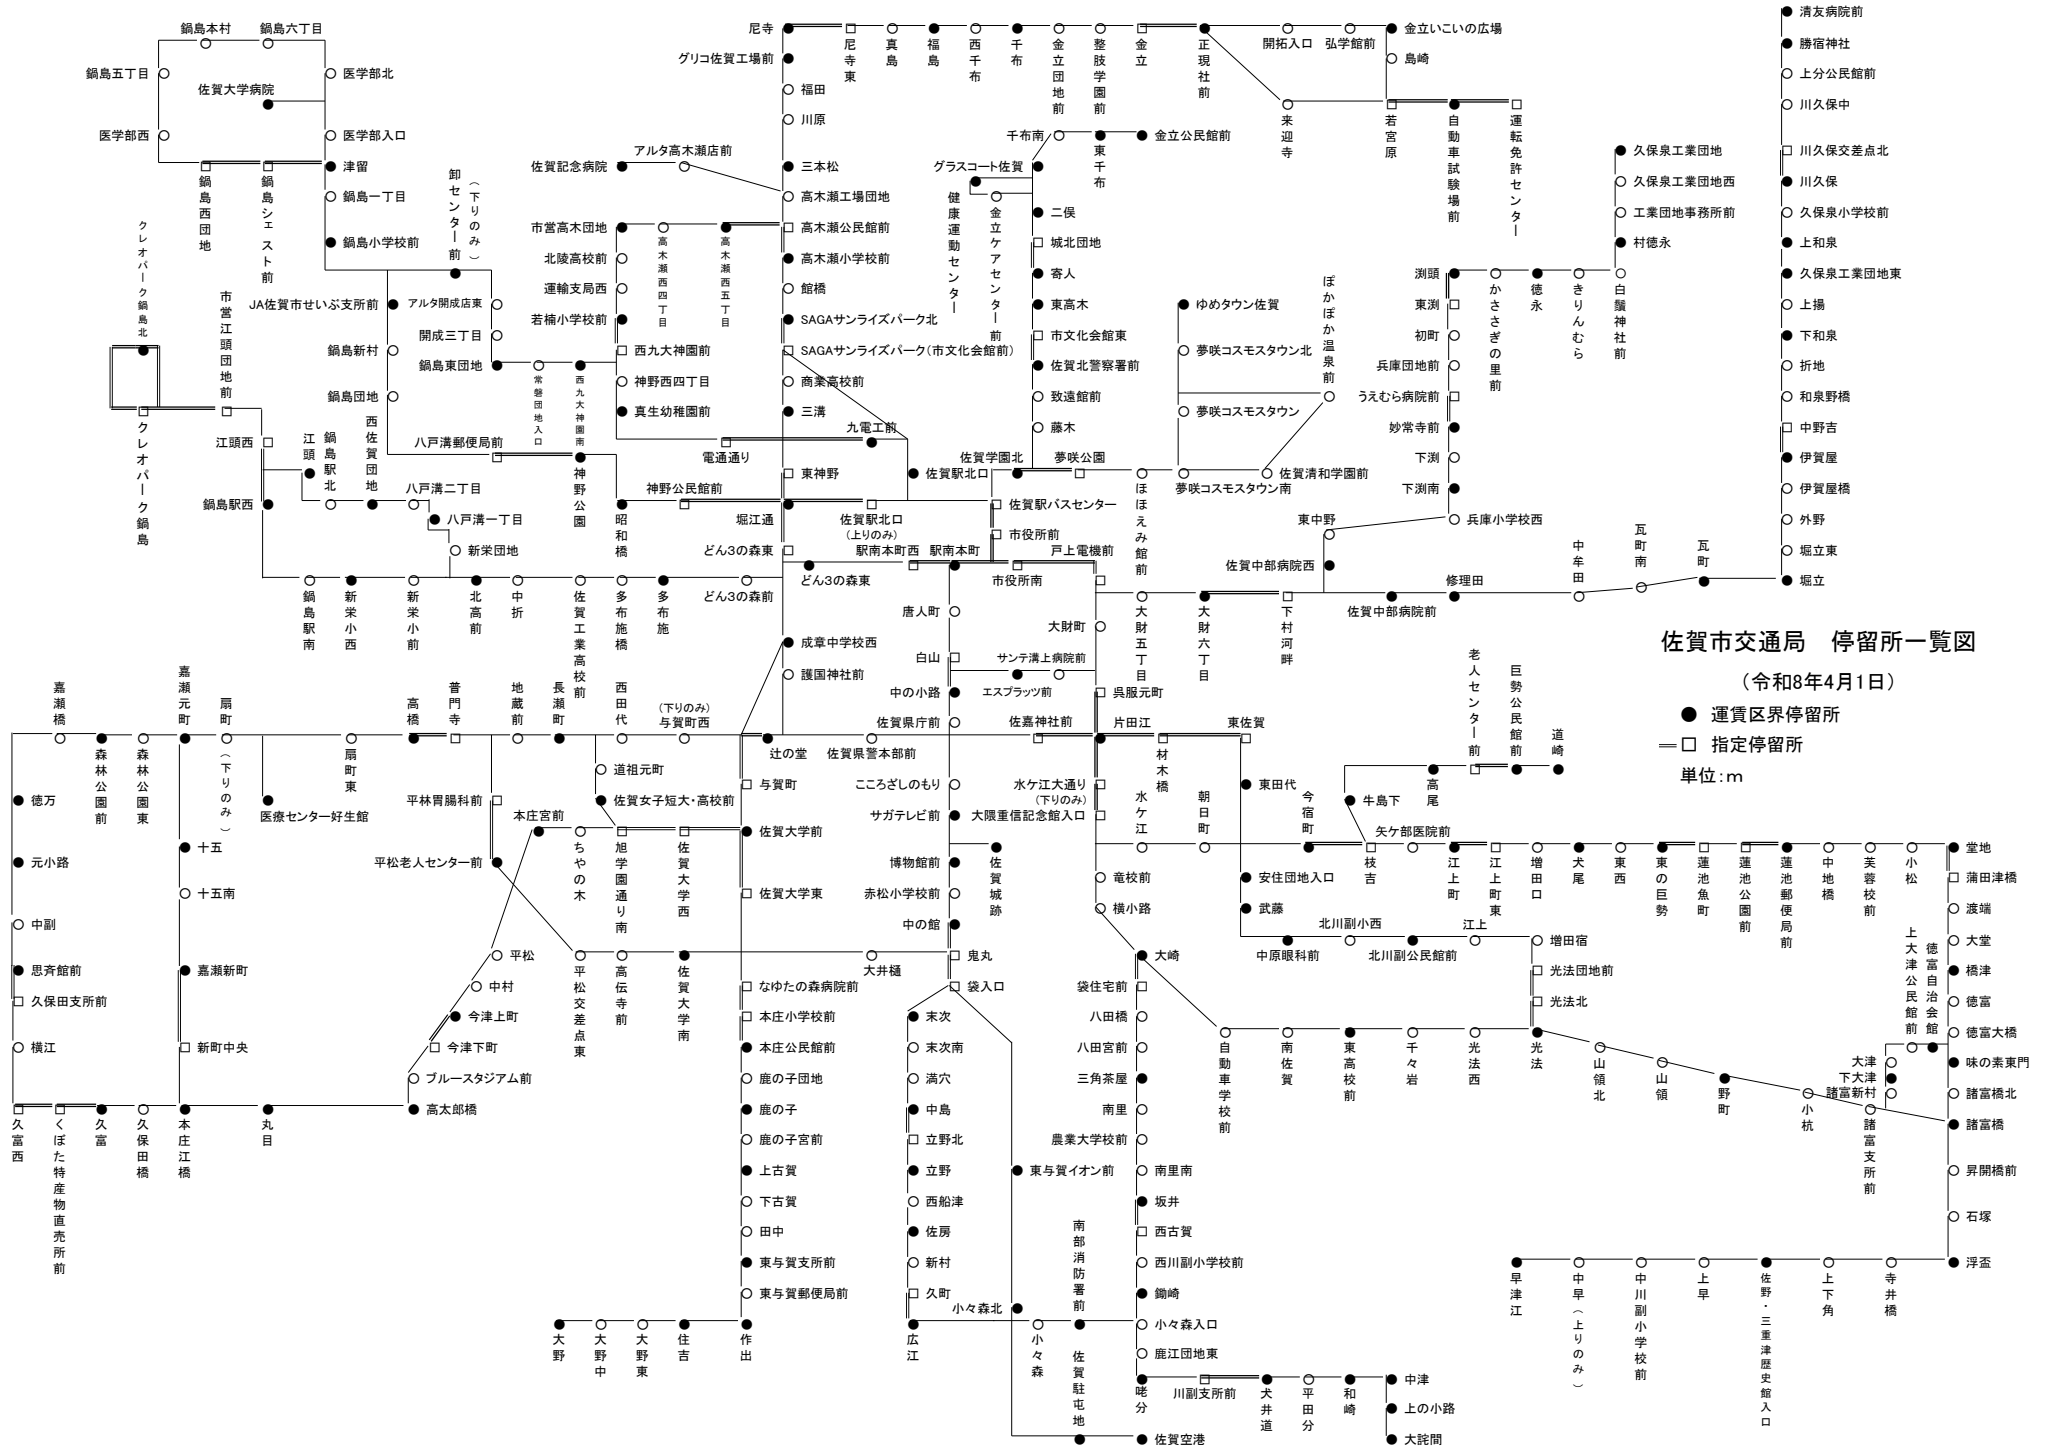 佐賀市交通局　停留所一覧図
（令和8年4月1日）
● 運賃区界停留所
□ 指定停留所
単位：m
鍋島本村
鍋島六丁目
鍋島五丁目
医学部北
佐賀大学病院
医学部西
医学部入口
鍋島西団地
鍋島シェスト前
津留
鍋島一丁目
鍋島小学校前
卸センター前
（下りのみ）
クレオパーク鍋島北
クレオパーク鍋島
市営江頭団地前
江頭西
江頭
鍋島駅北
西佐賀団地
鍋島駅西
JA佐賀市せいぶ支所前
鍋島新村
鍋島団地
アルタ開成店東
開成三丁目
鍋島東団地
常磐団地入口
西九大神園南
八戸溝郵便局前
神野公園
八戸溝二丁目
八戸溝一丁目
新栄団地
鍋島駅南
新栄小西
新栄小前
北高前
中折
佐賀工業高校前
多布施橋
多布施
どん3の森前
尼寺
グリコ佐賀工場前
福田
川原
三本松
高木瀬工場団地
高木瀬公民館前
高木瀬小学校前
館橋
SAGAサンライズパーク北
SAGAサンライズパーク(市文化会館前)
商業高校前
三溝
九電工前
電通通り
東神野
佐賀記念病院
アルタ高木瀬店前
市営高木団地
高木瀬西四丁目
高木瀬西五丁目
北陵高校前
運輸支局西
若楠小学校前
西九大神園前
神野西四丁目
真生幼稚園前
昭和橋
神野公民館前
堀江通
佐賀駅北口
佐賀駅北口
（上りのみ）
佐賀駅バスセンター
市役所前
どん3の森東
どん3の森東
駅南本町西
駅南本町
市役所南
戸上電機前
尼寺東
真島
福島
西千布
千布
金立団地前
整肢学園前
金立
正現社前
開拓入口
弘学館前
金立いこいの広場
島崎
来迎寺
若宮原
自動車試験場前
運転免許センター
千布南
東千布
金立公民館前
グラスコート佐賀
健康運動センター
金立ケアセンター前
二俣
城北団地
寄人
東高木
市文化会館東
佐賀北警察署前
致遠館前
藤木
佐賀学園北
夢咲公園
ほほえみ館前
夢咲コスモスタウン南
佐賀清和学園前
ゆめタウン佐賀
夢咲コスモスタウン北
夢咲コスモスタウン
ぽかぽか温泉前
久保泉工業団地
久保泉工業団地西
工業団地事務所前
村徳永
渕頭
かささぎの里前
徳永
きりんむら
白鬚神社前
東渕
初町
兵庫団地前
うえむら病院前
妙常寺前
下渕
下渕南
兵庫小学校西
東中野
佐賀中部病院西
清友病院前
勝宿神社
上分公民館前
川久保中
川久保交差点北
川久保
久保泉小学校前
上和泉
久保泉工業団地東
上揚
下和泉
折地
和泉野橋
中野吉
伊賀屋
伊賀屋橋
外野
堀立東
堀立
瓦町
瓦町南
中牟田
修理田
佐賀中部病院前
下村河畔
大財六丁目
大財五丁目
大財町
唐人町
白山
中の小路
佐賀県庁前
佐賀県警本部前
サンテ溝上病院前
エスプラッツ前
呉服元町
佐嘉神社前
片田江
材木橋
東佐賀
成章中学校西
護国神社前
辻の堂
嘉瀬橋
森林公園前
森林公園東
嘉瀬元町
扇町（下りのみ）
医療センター好生館
扇町東
高橋
普門寺
地蔵前
長瀬町
西田代
（下りのみ）
与賀町西
道祖元町
佐賀女子短大・高校前
平林胃腸科前
平松老人センター前
本庄宮前
ちやの木
旭学園通り南
佐賀大学西
与賀町
佐賀大学前
佐賀大学東
平松
中村
今津上町
今津下町
ブルースタジアム前
高太郎橋
平松交差点東
高伝寺前
佐賀大学南
大井樋
徳万
元小路
中副
思斉館前
久保田支所前
横江
久富西
くぼた特産物直売所前
久富
久保田橋
本庄江橋
丸目
十五
十五南
嘉瀬新町
新町中央
なゆたの森病院前
本庄小学校前
本庄公民館前
鹿の子団地
鹿の子
鹿の子宮前
上古賀
下古賀
田中
東与賀支所前
東与賀郵便局前
作出
住吉
大野東
大野中
大野
こころざしのもり
サガテレビ前
博物館前
佐賀城跡
赤松小学校前
中の館
鬼丸
袋入口
末次
末次南
満穴
中島
立野北
立野
西船津
佐房
新村
久町
広江
東与賀イオン前
小々森北
小々森
南部消防署前
佐賀駐屯地
佐賀空港
水ケ江大通り
（下りのみ）
大隈重信記念館入口
水ケ江
朝日町
今宿町
竜校前
横小路
大崎
袋住宅前
八田橋
八田宮前
三角茶屋
南里
農業大学校前
南里南
坂井
西古賀
西川副小学校前
鋤崎
小々森入口
鹿江団地東
咾分
川副支所前
犬井道
平田分
和崎
中津
上の小路
大詫間
東田代
安住団地入口
武藤
中原眼科前
北川副小西
北川副公民館前
江上
増田宿
光法団地前
光法北
自動車学校前
南佐賀
東高校前
千々岩
光法西
光法
山領北
山領
野町
小杭
諸富支所前
牛島下
高尾
老人センター前
巨勢公民館前
道崎
枝吉
矢ケ部医院前
江上町
江上町東
増田口
犬尾
東西
東の巨勢
蓮池魚町
蓮池公園前
蓮池郵便局前
中地橋
芙蓉校前
小松
堂地
蒲田津橋
渡端
大堂
橋津
徳富
徳富大橋
味の素東門
諸富橋北
諸富橋
昇開橋前
石塚
浮盃
上大津公民館前
徳富自治会館
大津
下大津
諸富新村
早津江
中早（上りのみ）
中川副小学校前
上早
佐野・三重津歴史館入口
上下角
寺井橋